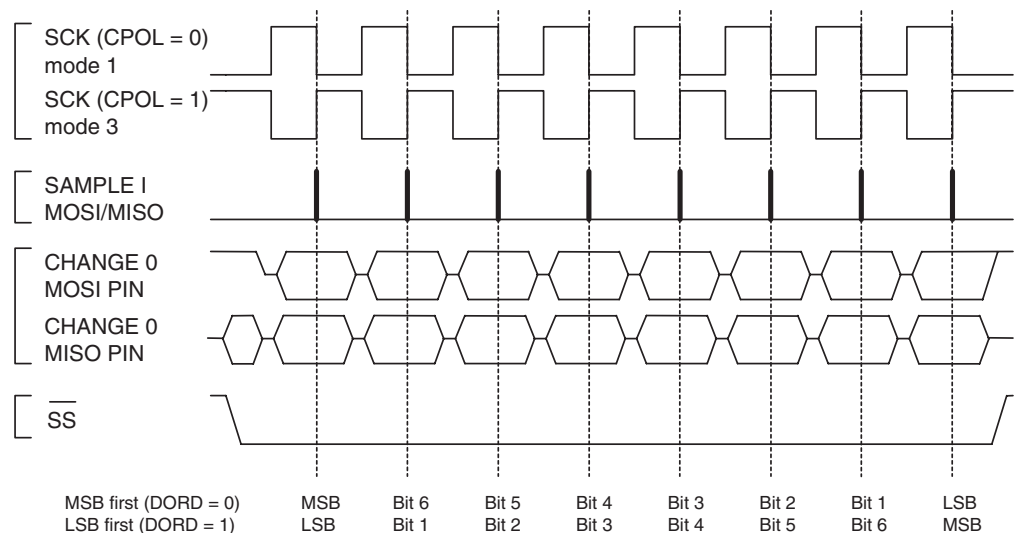 SCK (CPOL = 0)
mode 1
SCK (CPOL = 1)
mode 3
SAMPLE I
MOSI/MISO
CHANGE 0
MOSI PIN
CHANGE 0
MISO PIN
SS
MSB first (DORD = 0) MSB Bit 6 Bit 5 Bit 4 Bit 3 Bit 2 Bit 1 LSB
LSB first (DORD = 1) LSB Bit 1 Bit 2 Bit 3 Bit 4 Bit 5 Bit 6 MSB